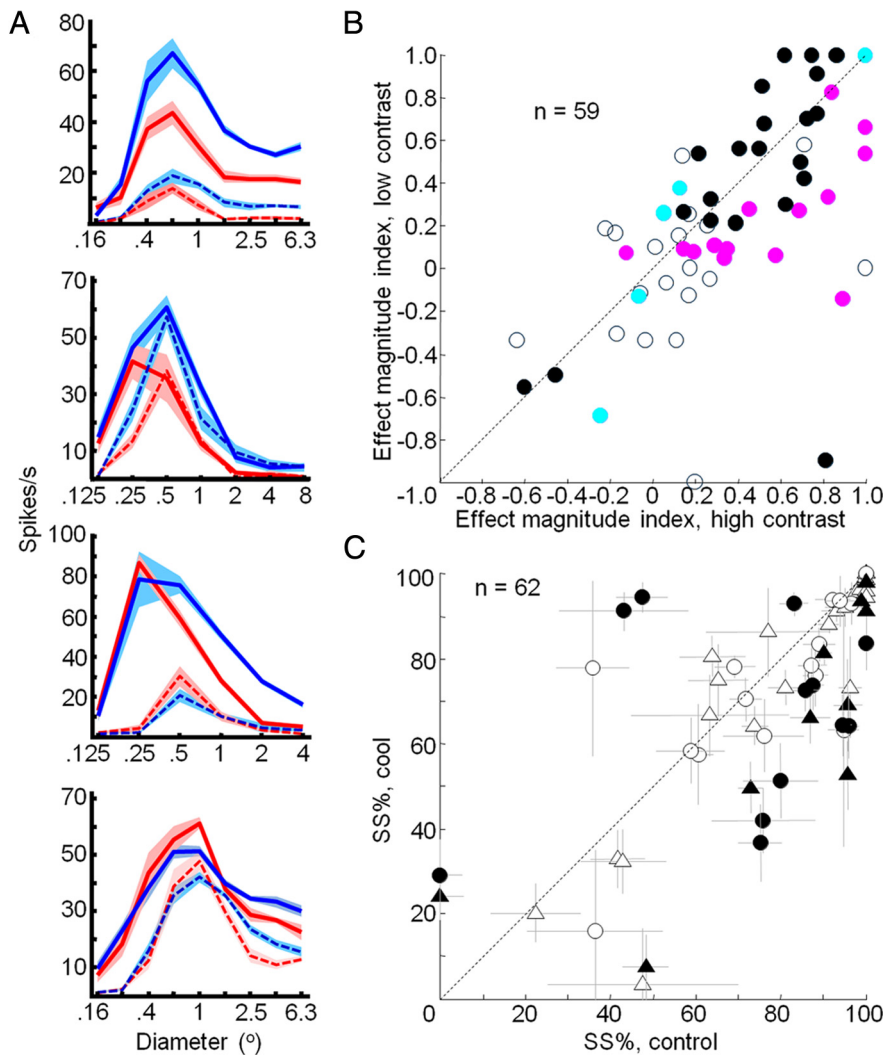 A
80
60
40
20
.16 .4 1 2.5 6.3
70
50
30
10
.125 .25 .5 1 2 4 8
100
80
60
40
20
.125 .25 .5 1 2 4
70
50
30
10
.16 .4 1 2.5 6.3
Spikes/s
Diameter (°)
B
n = 59
1.0
0.8
0.6
0.4
0.2
0
-0.2
-0.4
-0.6
-0.8
-1.0 -0.8 -0.6 -0.4 -0.2 0 0.2 0.4 0.6 0.8 1.0
Effect magnitude index, low contrast
Effect magnitude index, high contrast
C
n = 62
100
80
60
40
20
0
0 20 40 60 80 100
SS%, cool
SS%, control